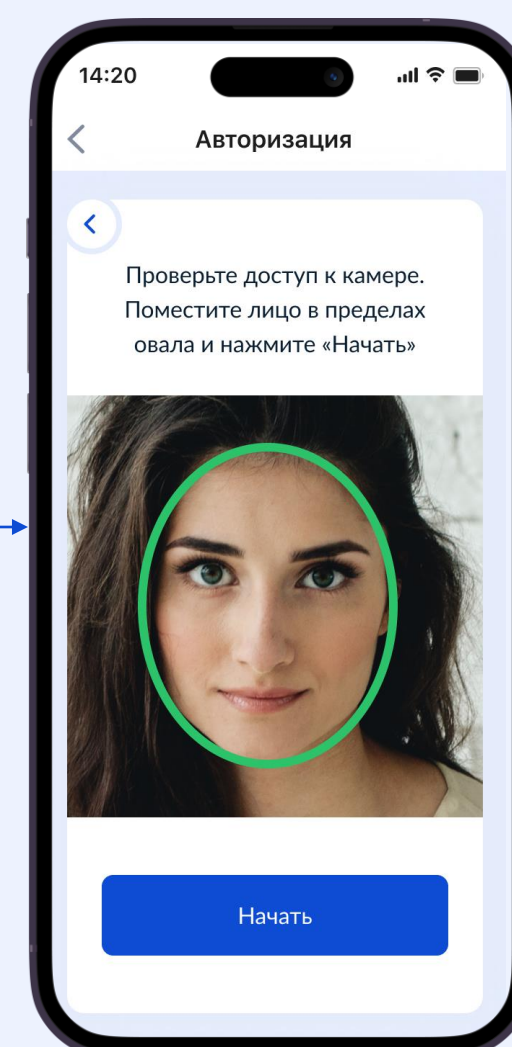 14:20
Авторизация
Проверьте доступ к камере.
Поместите лицо в пределах
овала и нажмите «Начать»
Начать